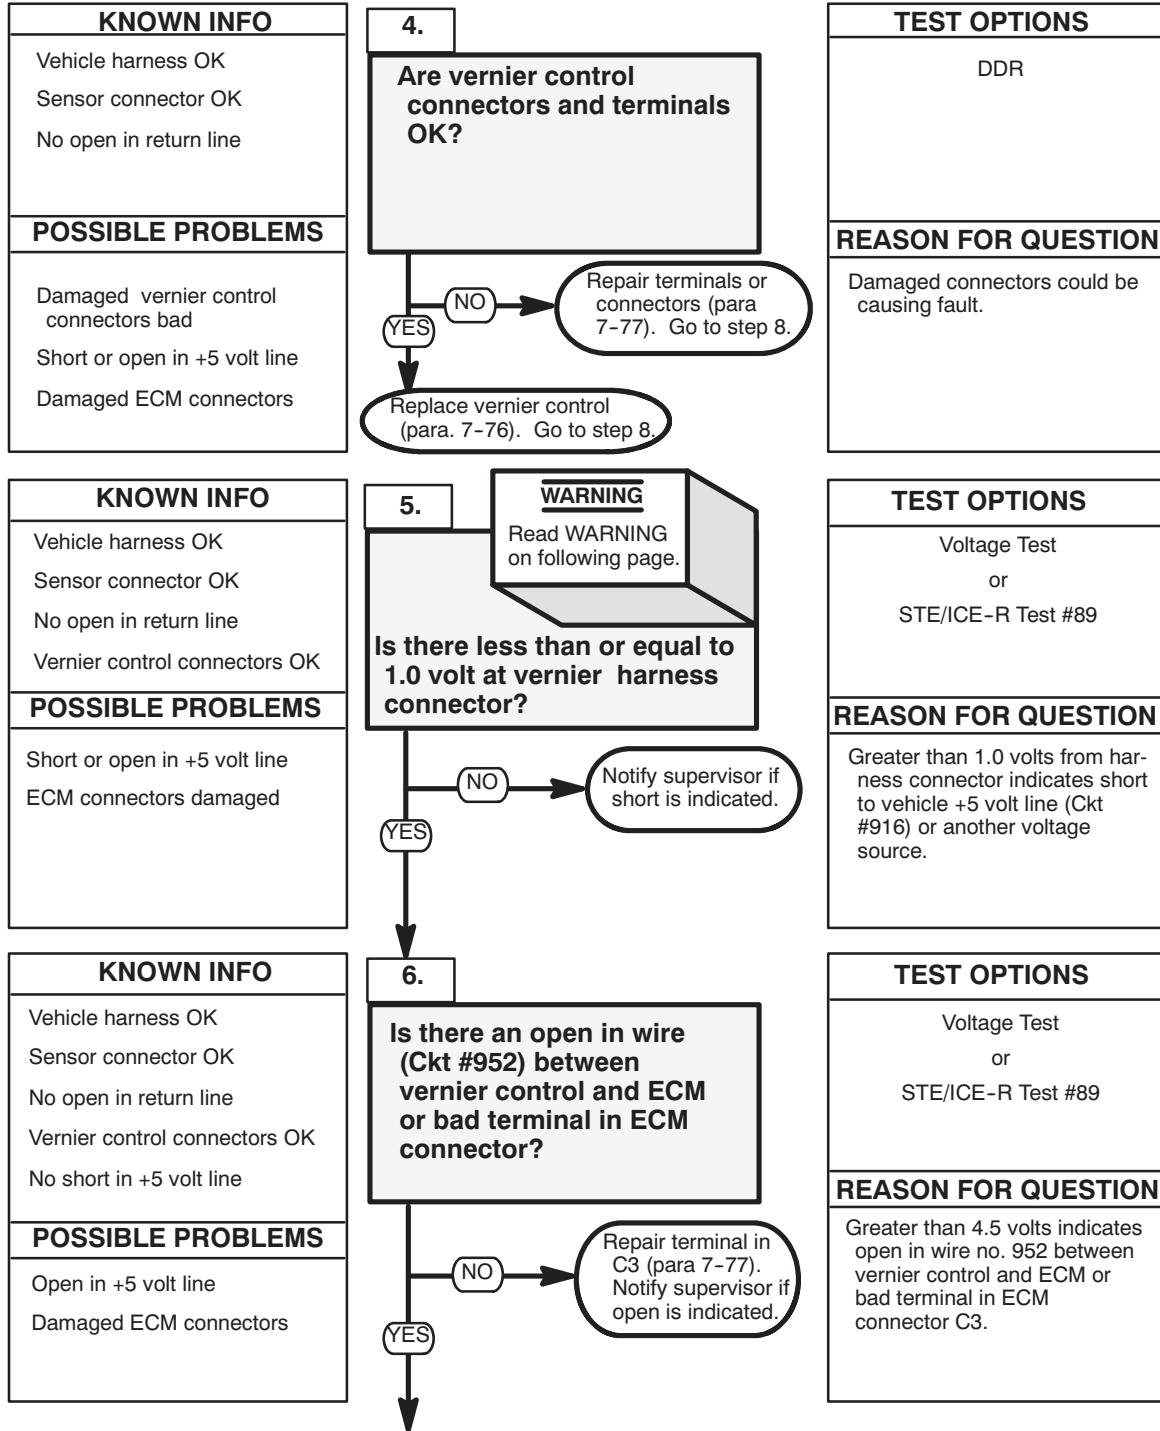 KNOWN INFO
Vehicle harness OK
Sensor connector OK
No open in return line
POSSIBLE PROBLEMS
Damaged vernier control
connectors bad
Short or open in +5 volt line
Damaged ECM connectors
4.
Are vernier control
connectors and terminals
OK?
NO
Repair terminals or
connectors (para
7-77). Go to step 8.
YES
Replace vernier control
(para. 7-76). Go to step 8.
TEST OPTIONS
DDR
REASON FOR QUESTION
Damaged connectors could be
causing fault.
KNOWN INFO
Vehicle harness OK
Sensor connector OK
No open in return line
Vernier control connectors OK
POSSIBLE PROBLEMS
Short or open in +5 volt line
ECM connectors damaged
5.
WARNING
Read WARNING
on following page.
Is there less than or equal to
1.0 volt at vernier harness
connector?
NO
Notify supervisor if
short is indicated.
YES
TEST OPTIONS
Voltage Test
or
STE/ICE-R Test #89
REASON FOR QUESTION
Greater than 1.0 volts from har-
ness connector indicates short
to vehicle +5 volt line (Ckt
#916) or another voltage
source.
KNOWN INFO
Vehicle harness OK
Sensor connector OK
No open in return line
Vernier control connectors OK
No short in +5 volt line
POSSIBLE PROBLEMS
Open in +5 volt line
Damaged ECM connectors
6.
Is there an open in wire
(Ckt #952) between
vernier control and ECM
or bad terminal in ECM
connector?
NO
Repair terminal in
C3 (para 7-77).
Notify supervisor if
open is indicated.
YES
TEST OPTIONS
Voltage Test
or
STE/ICE-R Test #89
REASON FOR QUESTION
Greater than 4.5 volts indicates
open in wire no. 952 between
vernier control and ECM or
bad terminal in ECM
connector C3.